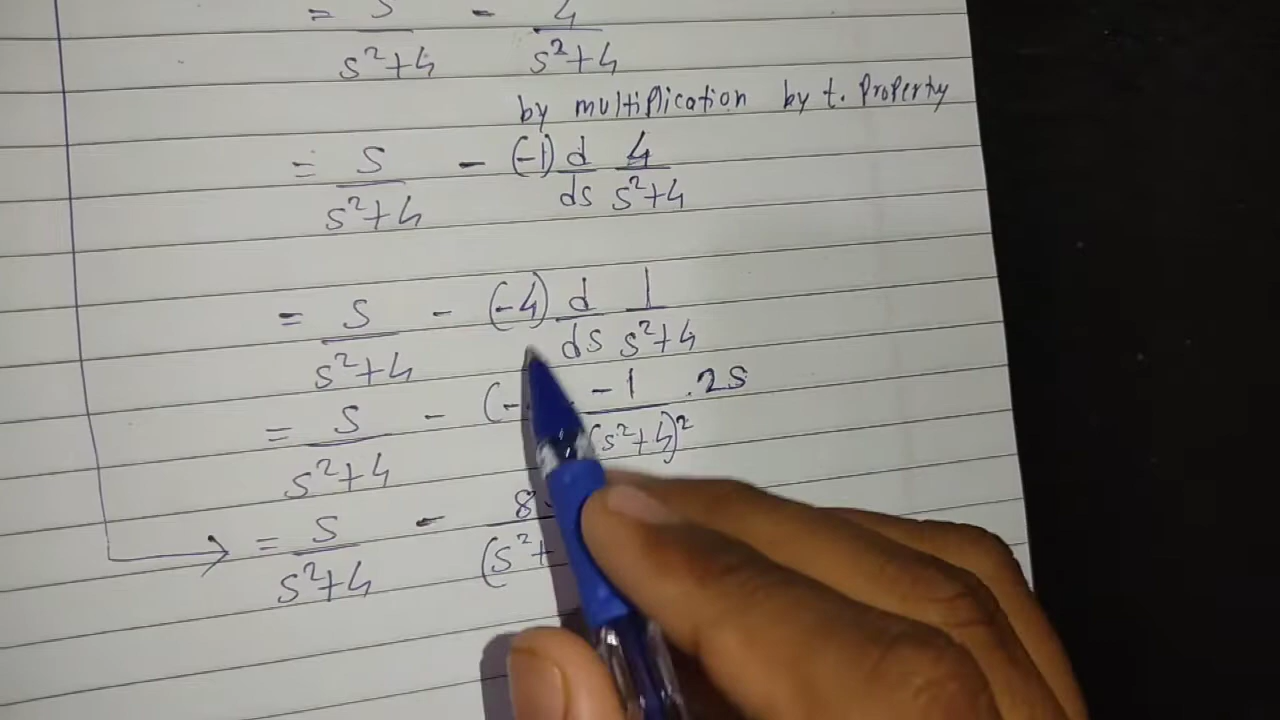 = s/(s²+4) - 4/(s²+4)
by multiplication by t. Property
= s/(s²+4) - (-1) d/ds 4/(s²+4)
= s/(s²+4) - (-4) d/ds 1/(s²+4)
= s/(s²+4) - (- -1/(s²+4)² .2s
= s/(s²+4) - 8/(s²+